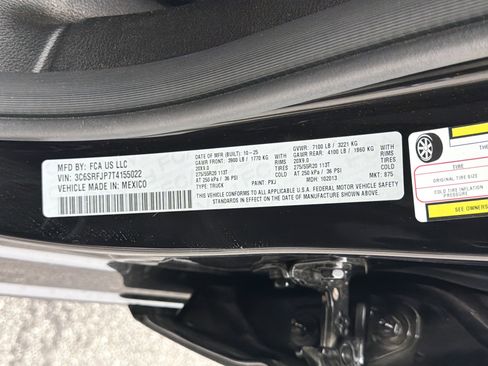 MFD BY: FCA US LLC
VIN: 3C6SRFJP7T4155022
VEHICLE MADE IN: MEXICO
DATE OF MFR (BUILT): 10-25
GAWR FRONT: 3900 LB / 1770 KG
WITH
20X9.0 RIMS
275/55R20 113T TIRES
AT 250 kPa / 36 PSI
TYPE: TRUCK
PAINT: PXJ
GVWR: 7100 LB / 3221 KG
GAWR REAR: 4100 LB / 1860 KG
WITH
20X9.0 RIMS
275/55R20 113T TIRES
AT 250 kPa / 36 PSI
MDH: 102013
MKT: 875
THIS VEHICLE CONFORMS TO ALL APPLICABLE U.S.A. FEDERAL MOTOR VEHICLE
SAFETY STANDARDS IN EFFECT ON THE DATE OF MANUFACTURE SHOWN ABOVE.
TIRE
ORIGINAL TIRE SIZE
COLD TIRE INFLATION
PRESSURE
SEE OWNERS